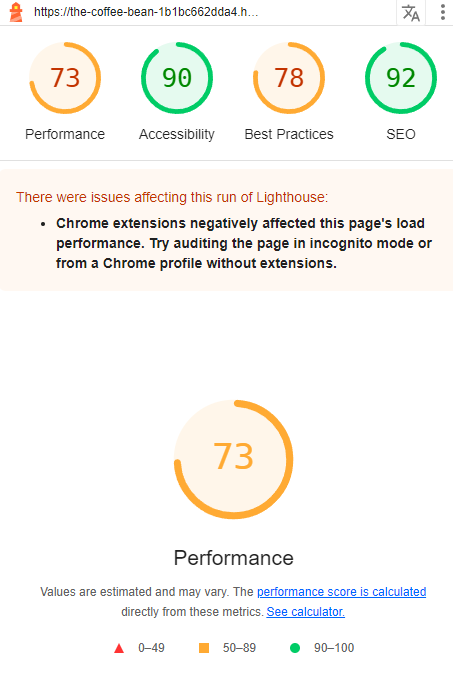 https://the-coffee-bean-1b1bc662dda4.h...
73 90 78 92
Performance Accessibility Best Practices SEO
There were issues affecting this run of Lighthouse:
• Chrome extensions negatively affected this page's load
performance. Try auditing the page in incognito mode or
from a Chrome profile without extensions.
73
Performance
Values are estimated and may vary. The performance score is calculated
directly from these metrics. See calculator.
0–49 50–89 90–100